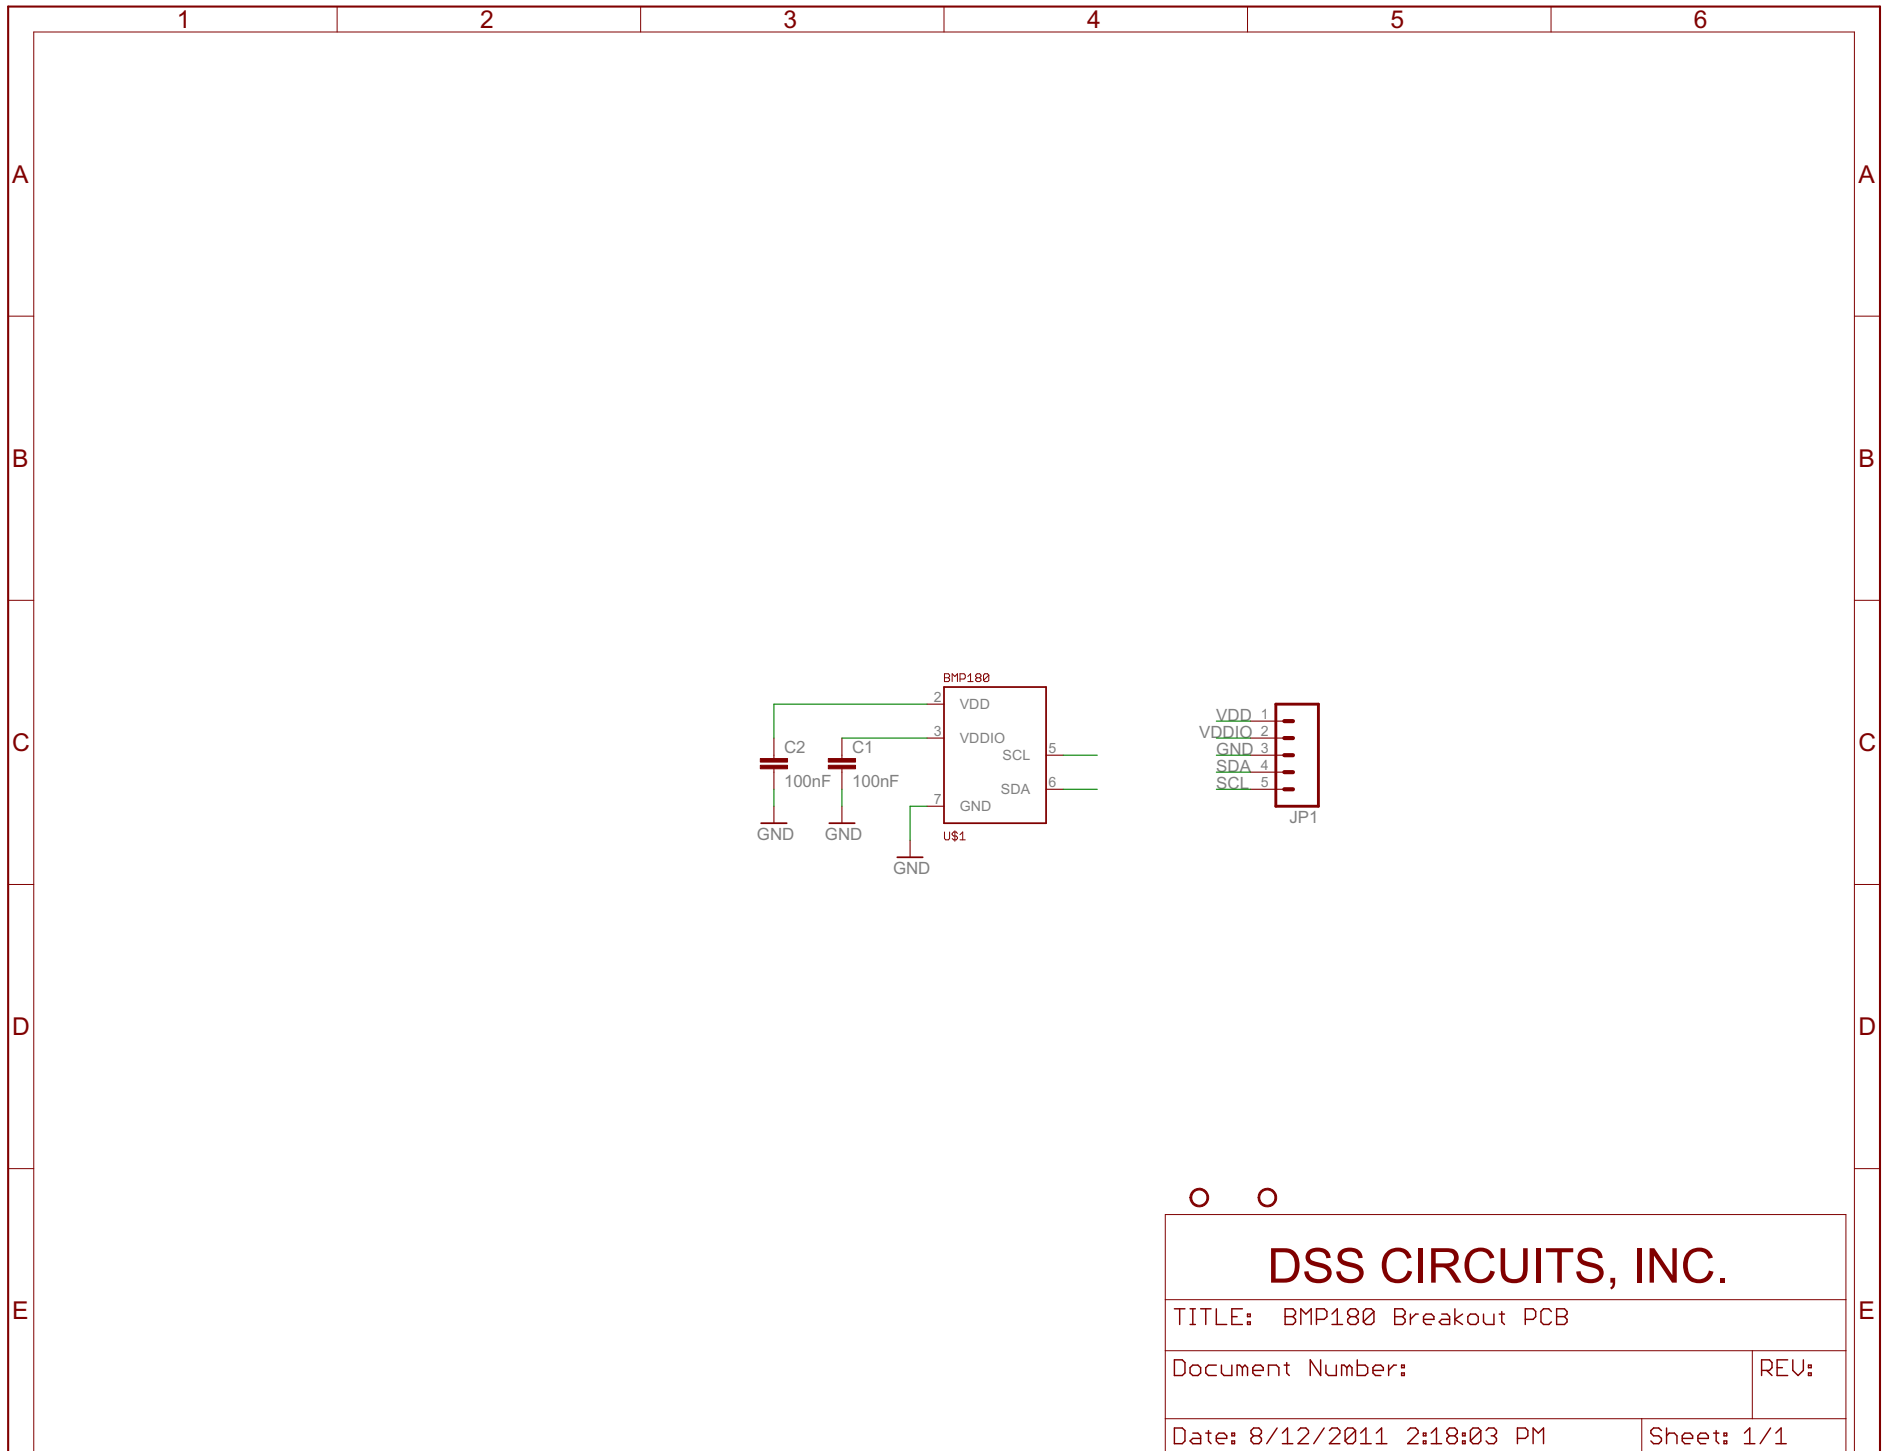 1 2 3 4 5 6
A A
B B
BMP180
2 VDD
3 VDDIO
SCL 5
SDA 6
7 GND
U$1
C2
100nF
GND
C1
100nF
GND
GND
VDD 1
VDDIO 2
GND 3
SDA 4
SCL 5
JP1
C C
D D
E E
DSS CIRCUITS, INC.
TITLE: BMP180 Breakout PCB
Document Number:
REV:
Date: 8/12/2011 2:18:03 PM
Sheet: 1/1